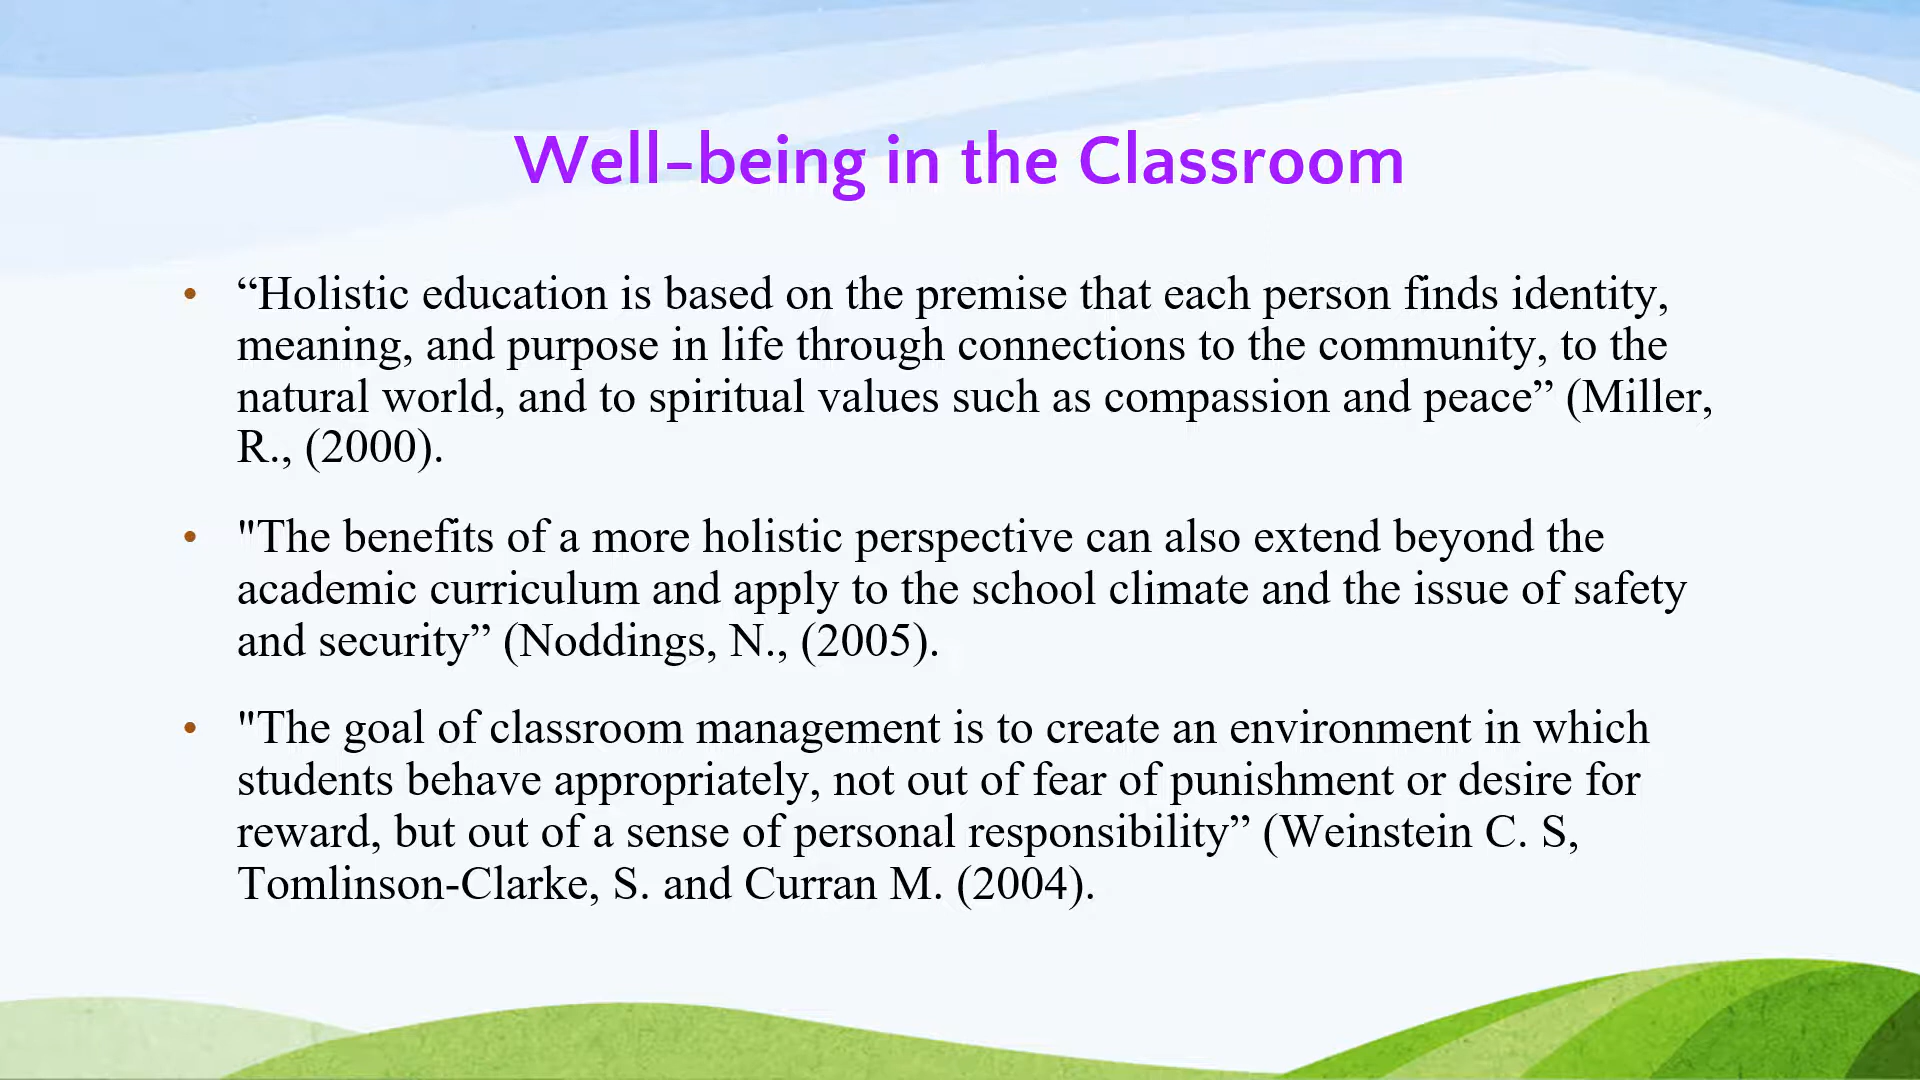 Well-being in the Classroom
• “Holistic education is based on the premise that each person finds identity,
meaning, and purpose in life through connections to the community, to the
natural world, and to spiritual values such as compassion and peace” (Miller,
R., (2000).
• "The benefits of a more holistic perspective can also extend beyond the
academic curriculum and apply to the school climate and the issue of safety
and security” (Noddings, N., (2005).
• "The goal of classroom management is to create an environment in which
students behave appropriately, not out of fear of punishment or desire for
reward, but out of a sense of personal responsibility” (Weinstein C. S,
Tomlinson-Clarke, S. and Curran M. (2004).